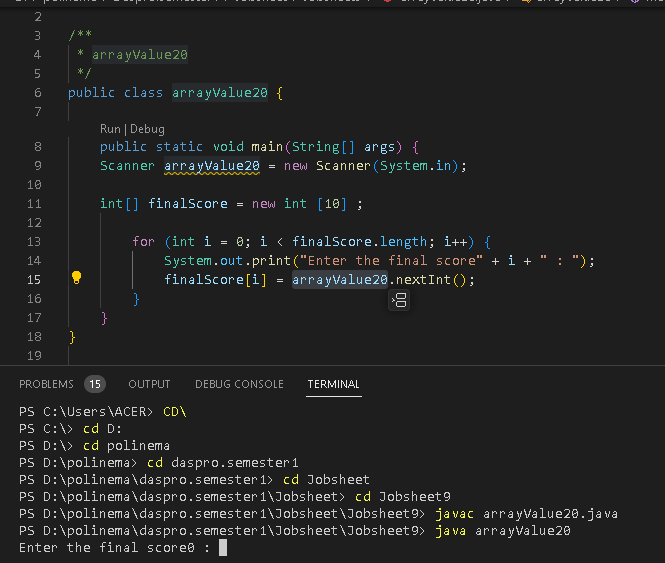 2
3 /**
4 * arrayValue20
5 */
6 public class arrayValue20 {
7
Run | Debug
8 public static void main(String[] args) {
9 Scanner arrayValue20 = new Scanner(System.in);
10
11 int[] finalScore = new int [10] ;
12
13 for (int i = 0; i < finalScore.length; i++) {
14 System.out.print("Enter the final score" + i + " : ");
15 finalScore[i] = arrayValue20.nextInt();
16 }
17 }
18 }
19
PROBLEMS 15 OUTPUT DEBUG CONSOLE TERMINAL
PS C:\Users\ACER> CD\
PS C:\> cd D:
PS D:\> cd polinema
PS D:\polinema> cd daspro.semester1
PS D:\polinema\daspro.semester1> cd Jobsheet
PS D:\polinema\daspro.semester1\Jobsheet> cd Jobsheet9
PS D:\polinema\daspro.semester1\Jobsheet\Jobsheet9> javac arrayValue20.java
PS D:\polinema\daspro.semester1\Jobsheet\Jobsheet9> java arrayValue20
Enter the final score0 :